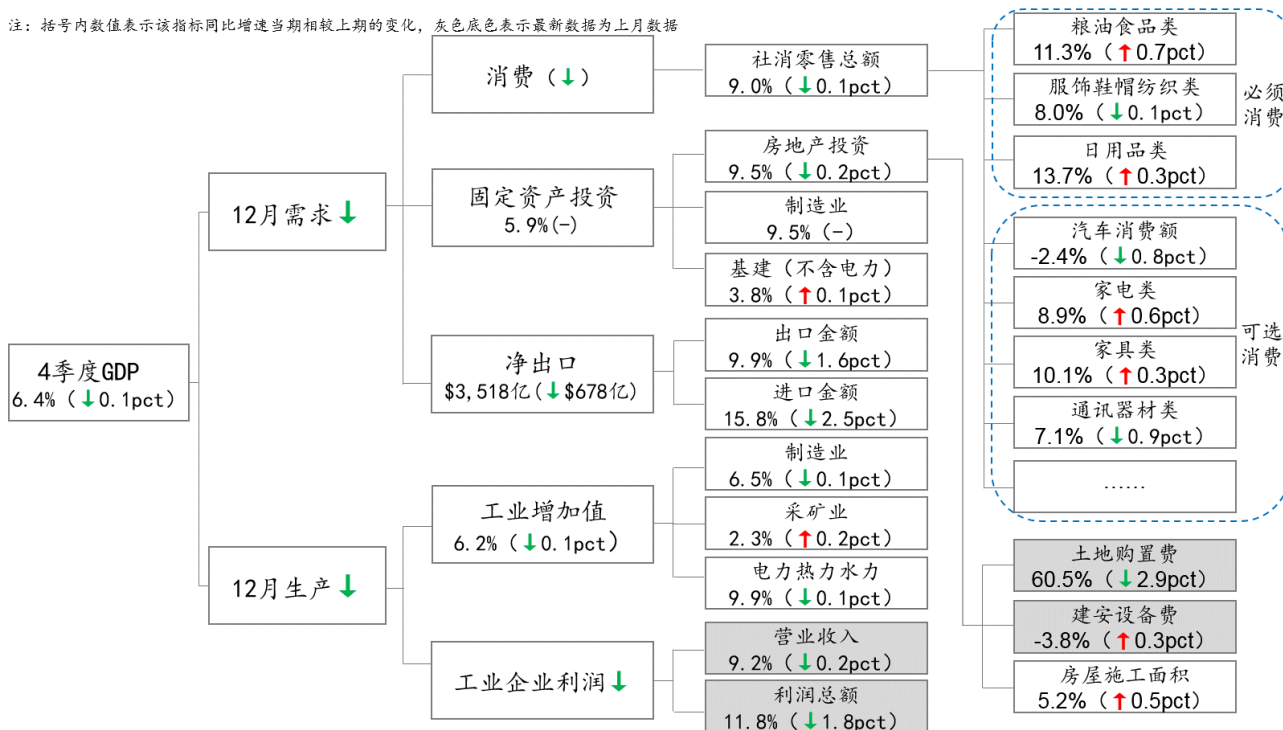 注：括号内数值表示该指标同比增速当期相较上期的变化，灰色底色表示最新数据为上月数据
4季度GDP
6.4%（↓0.1pct）
12月需求↓
消费（↓）
社消零售总额
9.0%（↓0.1pct）
粮油食品类
11.3%（↑0.7pct）
服饰鞋帽纺织类
8.0%（↓0.1pct）
日用品类
13.7%（↑0.3pct）
必须
消费
汽车消费额
-2.4%（↓0.8pct）
家电类
8.9%（↑0.6pct）
家具类
10.1%（↑0.3pct）
通讯器材类
7.1%（↓0.9pct）
……
可选
消费
固定资产投资
5.9%(-)
房地产投资
9.5%（↓0.2pct）
制造业
9.5%（-）
基建（不含电力）
3.8%（↑0.1pct）
土地购置费
60.5%（↓2.9pct）
建安设备费
-3.8%（↑0.3pct）
房屋施工面积
5.2%（↑0.5pct）
净出口
$3,518亿(↓$678亿)
出口金额
9.9%（↓1.6pct）
进口金额
15.8%（↓2.5pct）
12月生产↓
工业增加值
6.2%（↓0.1pct）
制造业
6.5%（↓0.1pct）
采矿业
2.3%（↑0.2pct）
电力热力水力
9.9%（↓0.1pct）
工业企业利润↓
营业收入
9.2%（↓0.2pct）
利润总额
11.8%（↓1.8pct）